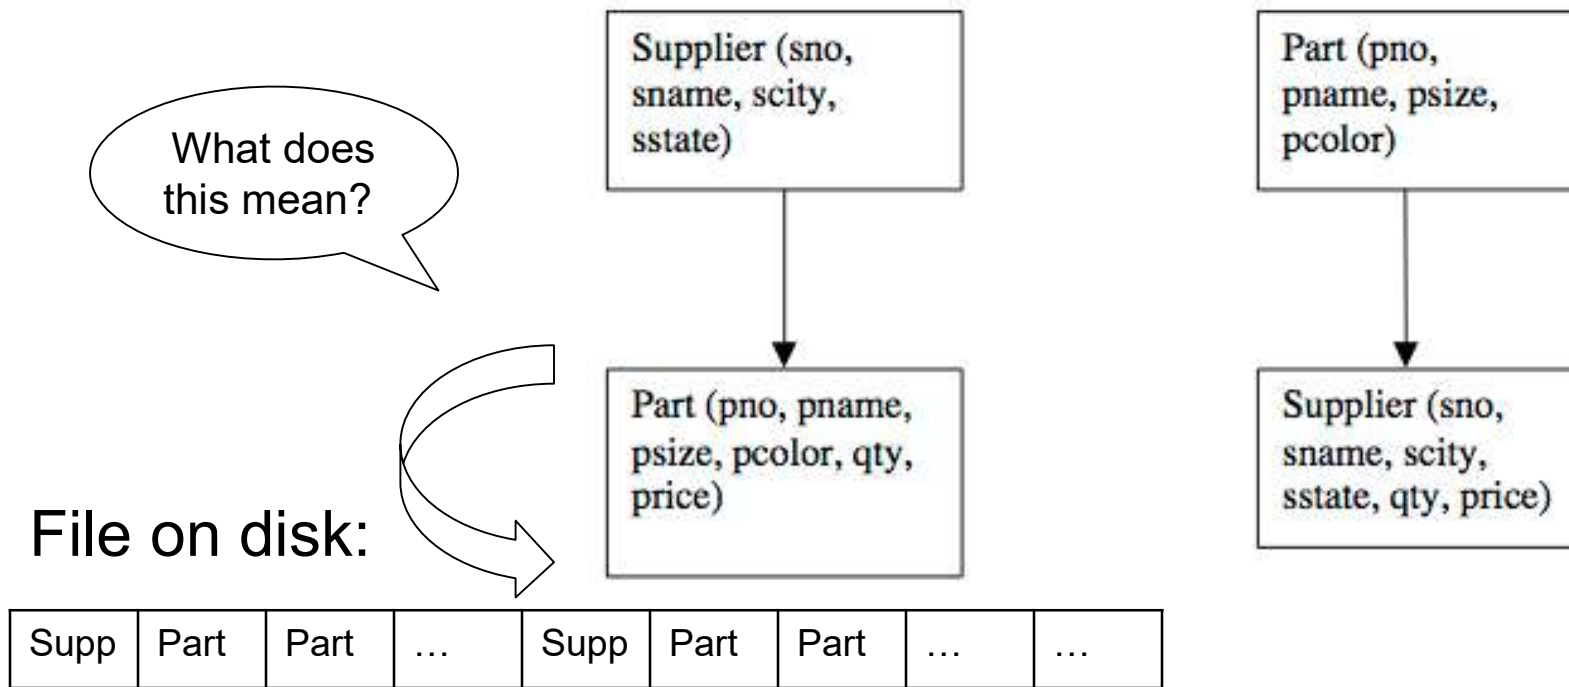 What does
this mean?
Supplier (sno,
sname, scity,
sstate)
Part (pno,
pname, psize,
pcolor)
Part (pno, pname,
psize, pcolor, qty,
price)
Supplier (sno,
sname, scity,
sstate, qty, price)
File on disk:
Supp Part Part … Supp Part Part … …